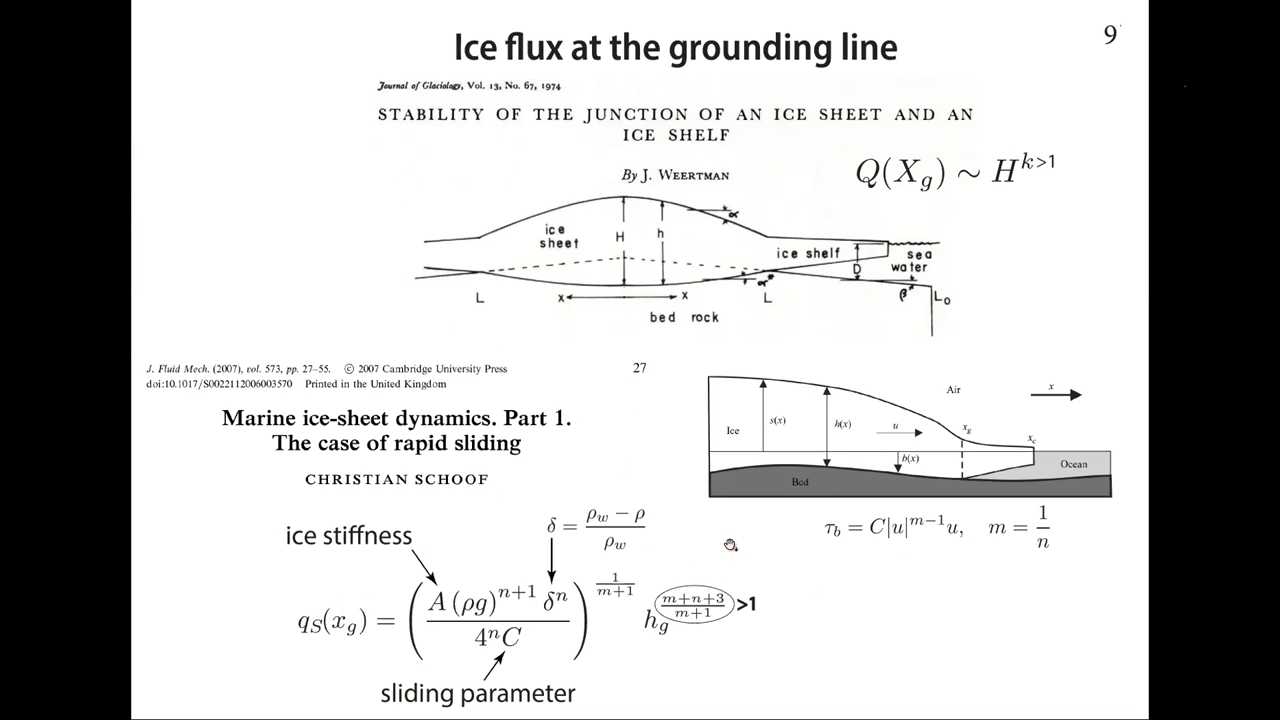 9
Ice flux at the grounding line
Journal of Glaciology, Vol. 13, No. 67, 1974
STABILITY OF THE JUNCTION OF AN ICE SHEET AND AN
ICE SHELF
By J. WEERTMAN
Q(X_g) ∼ H^{k>1}
α
ice
sheet
H
h
ice shelf
D
sea
water
α*
β
L
x
x
L
L₀
bed rock
J. Fluid Mech. (2007), vol. 573, pp. 27–55. © 2007 Cambridge University Press
27
doi:10.1017/S0022112006003570 Printed in the United Kingdom
Marine ice-sheet dynamics. Part 1.
The case of rapid sliding
CHRISTIAN SCHOOF
Air
x
s(x)
h(x)
u
x_g
x_c
Ice
b(x)
Ocean
Bed
τ_b = C|u|^{m−1}u, m = 1/n
ice stiffness
δ = (ρ_w − ρ)/ρ_w
q_S(x_g) = (A (ρg)^{n+1} δ^n / 4^n C)^{1/(m+1)} h_g^{(m+n+3)/(m+1)} >1
sliding parameter